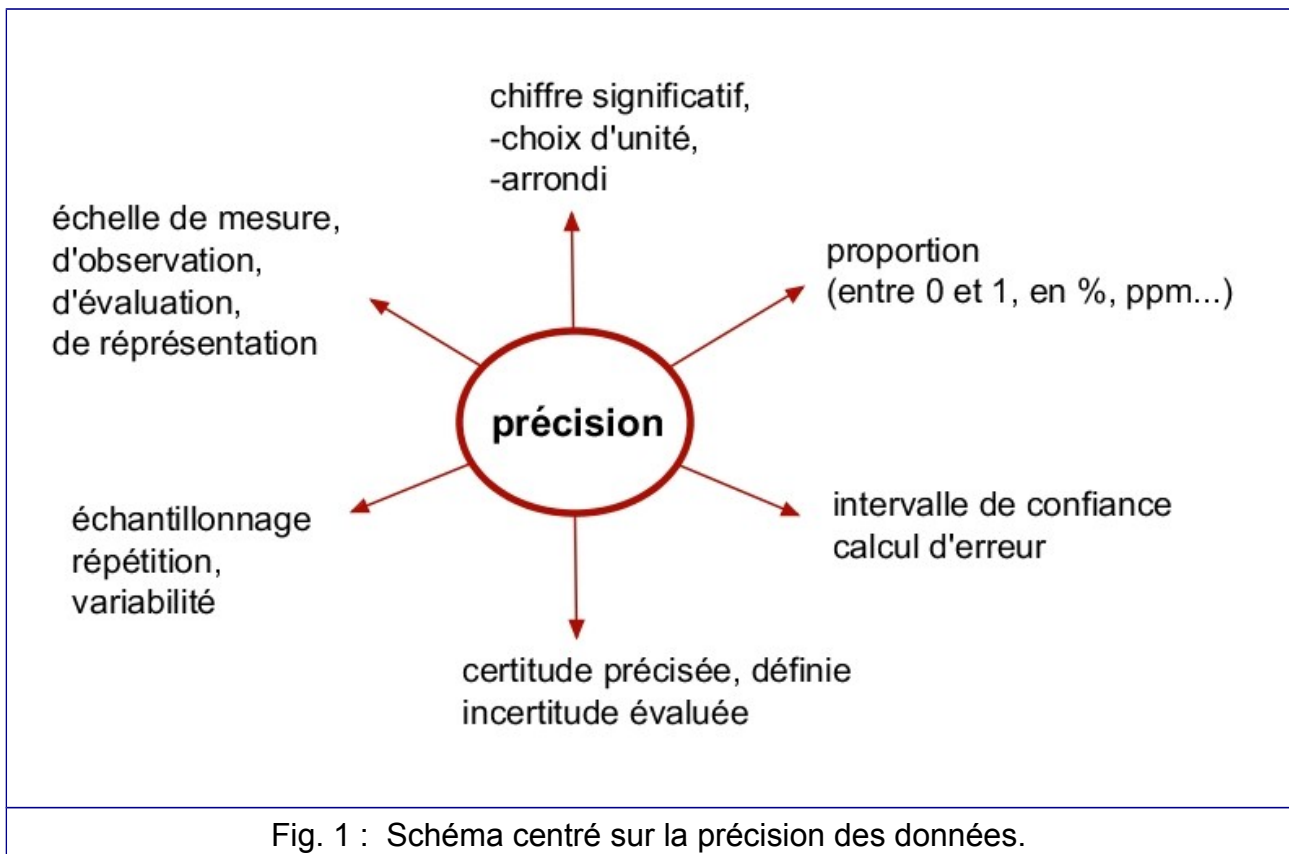 chiffre significatif,
-choix d'unité,
-arrondi
échelle de mesure,
d'observation,
d'évaluation,
de réprésentation
proportion
(entre 0 et 1, en %, ppm...)
précision
échantillonnage
répétition,
variabilité
intervalle de confiance
calcul d'erreur
certitude précisée, définie
incertitude évaluée
Fig. 1 : Schéma centré sur la précision des données.